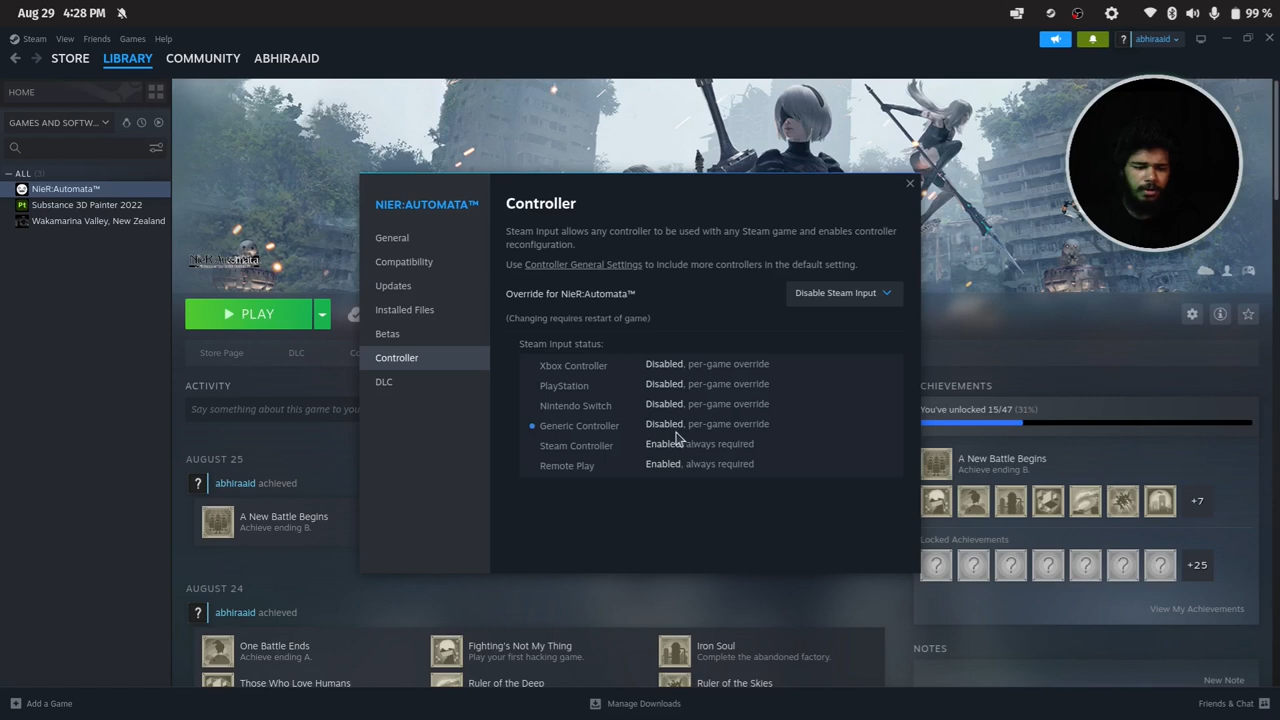 Aug 29 4:28 PM
99 %
Steam View Friends Games Help
abhiraaid
STORE LIBRARY COMMUNITY ABHIRAAID
HOME
GAMES AND SOFTW...
ALL (3)
NieR:Automata™
Substance 3D Painter 2022
Wakamarina Valley, New Zealand
NieR:Automata
PLAY
Store Page
DLC
ACTIVITY
Say something about this game to you
AUGUST 25
abhiraaid achieved
A New Battle Begins
Achieve ending B.
AUGUST 24
abhiraaid achieved
One Battle Ends
Achieve ending A.
Fighting's Not My Thing
Play your first hacking game.
Iron Soul
Complete the abandoned factory.
Those Who Love Humans
Ruler of the Deep
Ruler of the Skies
NIER:AUTOMATA™
General
Compatibility
Updates
Installed Files
Betas
Controller
DLC
Controller
Steam Input allows any controller to be used with any Steam game and enables controller
reconfiguration.
Use Controller General Settings to include more controllers in the default setting.
Override for NieR:Automata™
Disable Steam Input
(Changing requires restart of game)
Steam Input status:
Xbox Controller Disabled, per-game override
PlayStation Disabled, per-game override
Nintendo Switch Disabled, per-game override
Generic Controller Disabled, per-game override
Steam Controller Enabled, always required
Remote Play Enabled, always required
ACHIEVEMENTS
You've unlocked 15/47 (31%)
A New Battle Begins
Achieve ending B.
+7
Locked Achievements
? ? ? ? ? ? ? +25
View My Achievements
NOTES
New Note
Add a Game
Manage Downloads
Friends & Chat